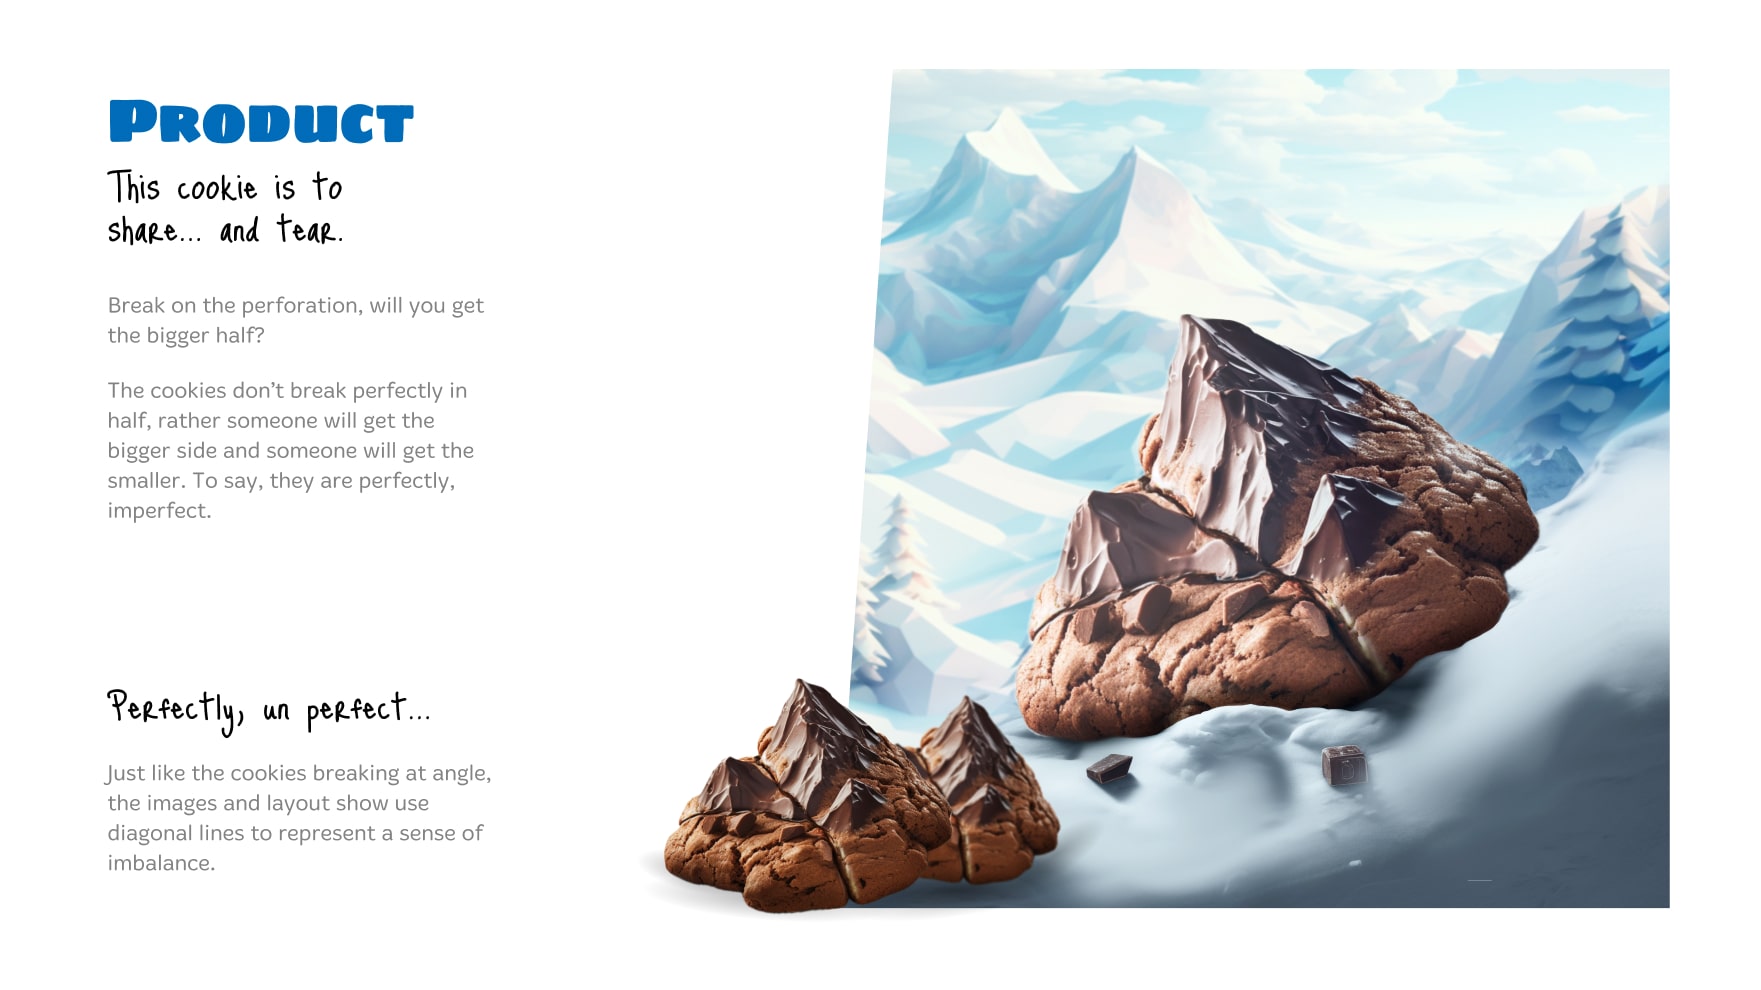 PRODUCT
This cookie is to
share... and tear.
Break on the perforation, will you get
the bigger half?
The cookies don’t break perfectly in
half, rather someone will get the
bigger side and someone will get the
smaller. To say, they are perfectly,
imperfect.
Perfectly, un perfect...
Just like the cookies breaking at angle,
the images and layout show use
diagonal lines to represent a sense of
imbalance.